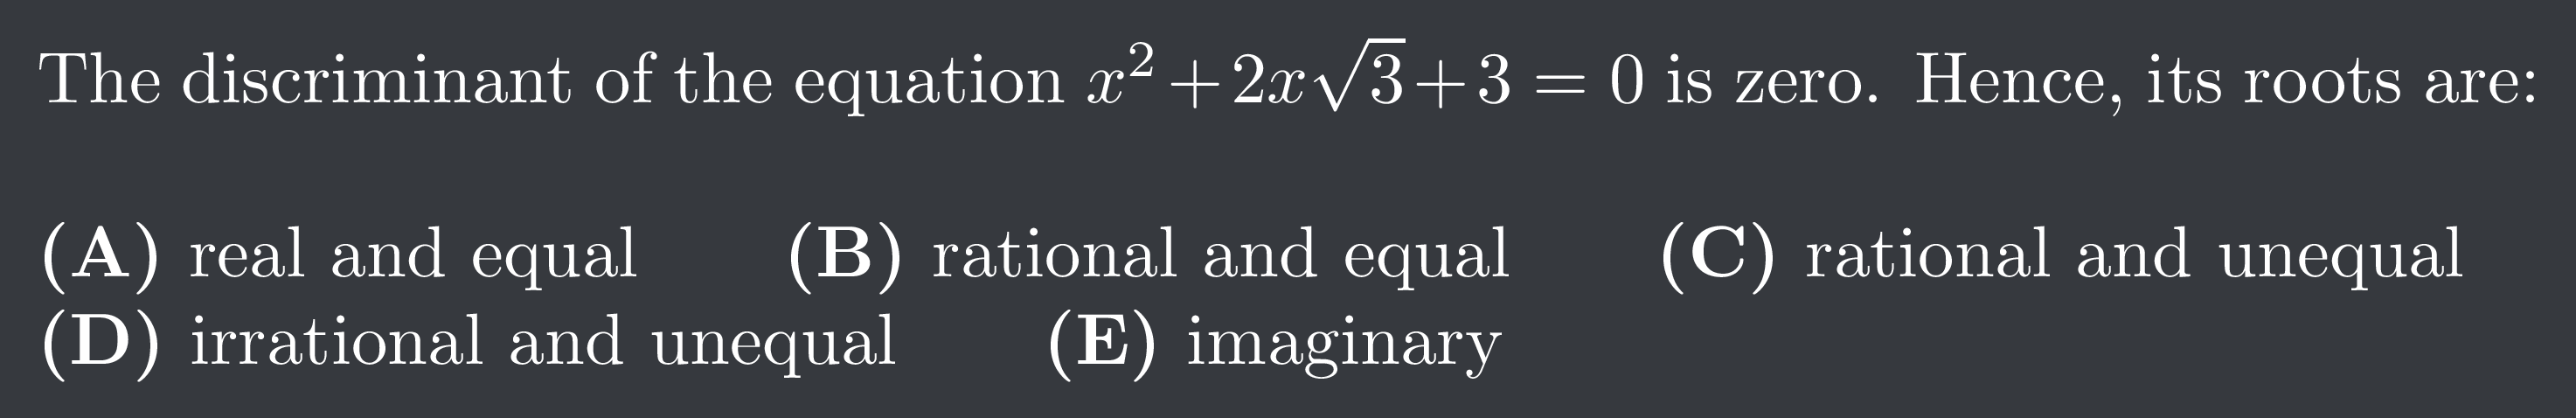 The discriminant of the equation $x^2 + 2x\sqrt{3} + 3 = 0$ is zero. Hence, its roots are:
(A) real and equal (B) rational and equal (C) rational and unequal
(D) irrational and unequal (E) imaginary